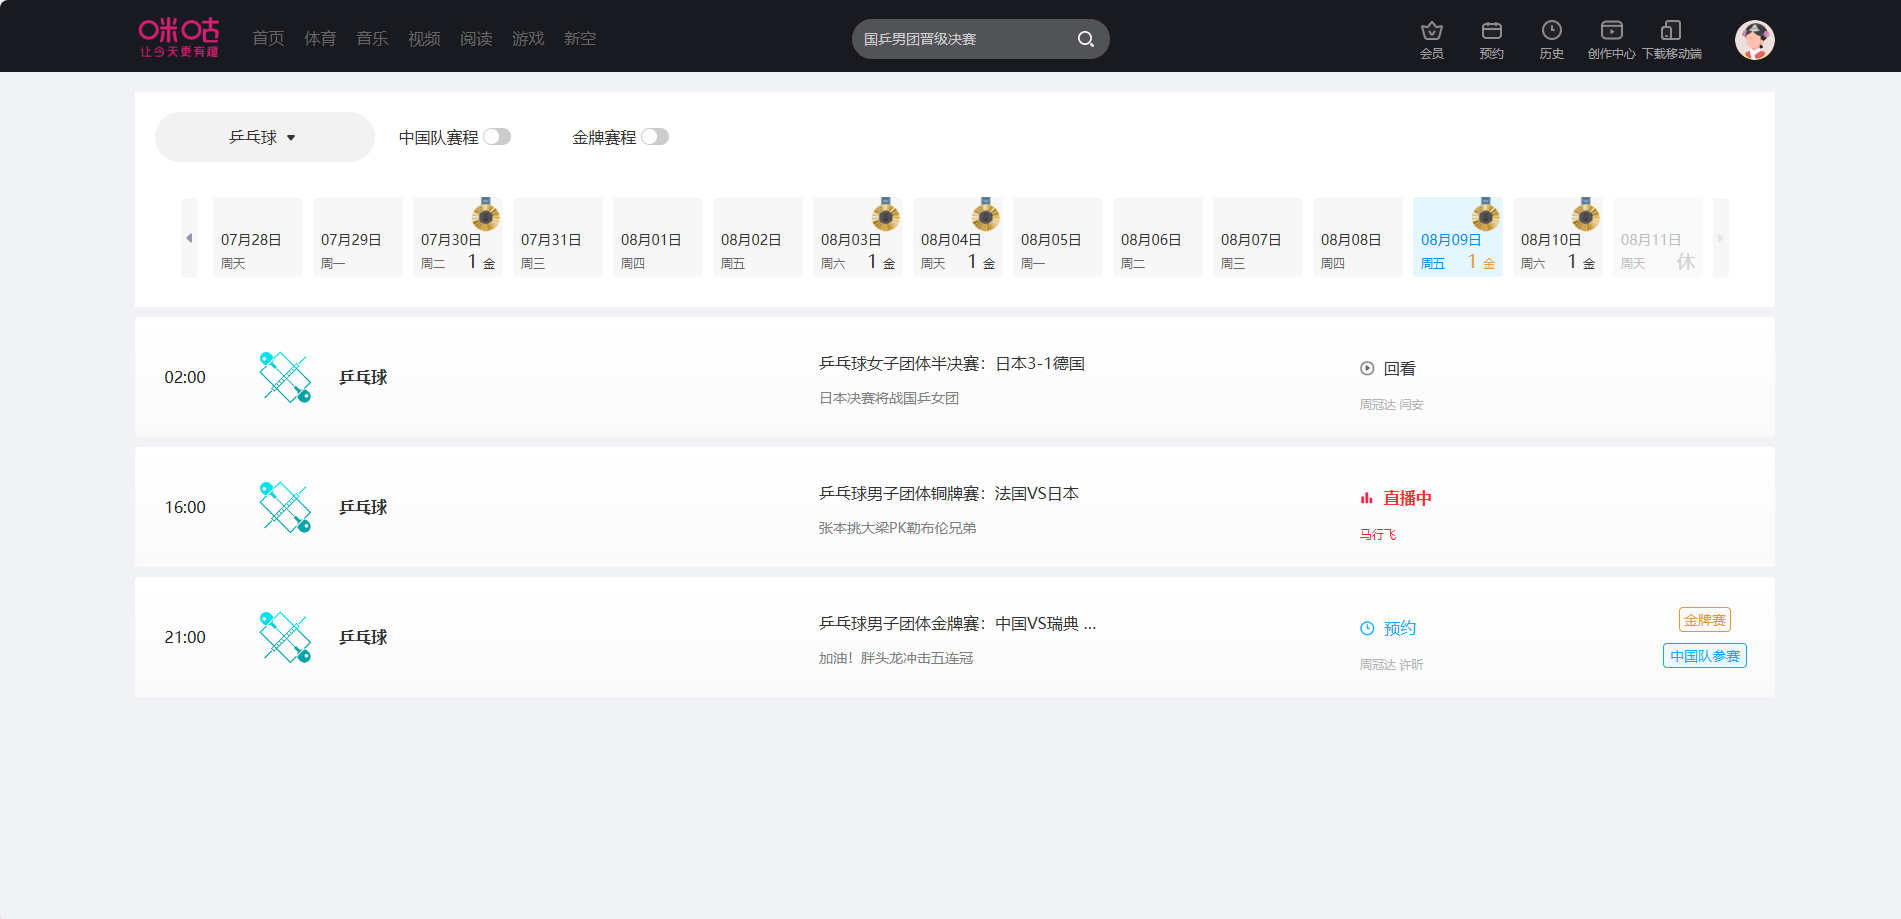 咪咕
让今天更有趣
首页 体育 音乐 视频 阅读 游戏 新空
国乒男团晋级决赛
会员 预约 历史 创作中心 下载移动端
乒乓球 中国队赛程 金牌赛程
07月28日 07月29日 07月30日 07月31日 08月01日 08月02日 08月03日 08月04日 08月05日 08月06日 08月07日 08月08日 08月09日 08月10日 08月11日
周天 周一 周二 1 金 周三 周四 周五 周六 1 金 周天 1 金 周一 周二 周三 周四 周五 1 金 周六 1 金 周天 休
02:00 乒乓球
乒乓球女子团体半决赛：日本3-1德国
日本决赛将战国乒女团
回看
周冠达 闫安
16:00 乒乓球
乒乓球男子团体铜牌赛：法国VS日本
张本挑大梁PK勒布伦兄弟
直播中
马行飞
21:00 乒乓球
乒乓球男子团体金牌赛：中国VS瑞典 ...
加油！胖头龙冲击五连冠
预约
周冠达 许昕
金牌赛
中国队参赛